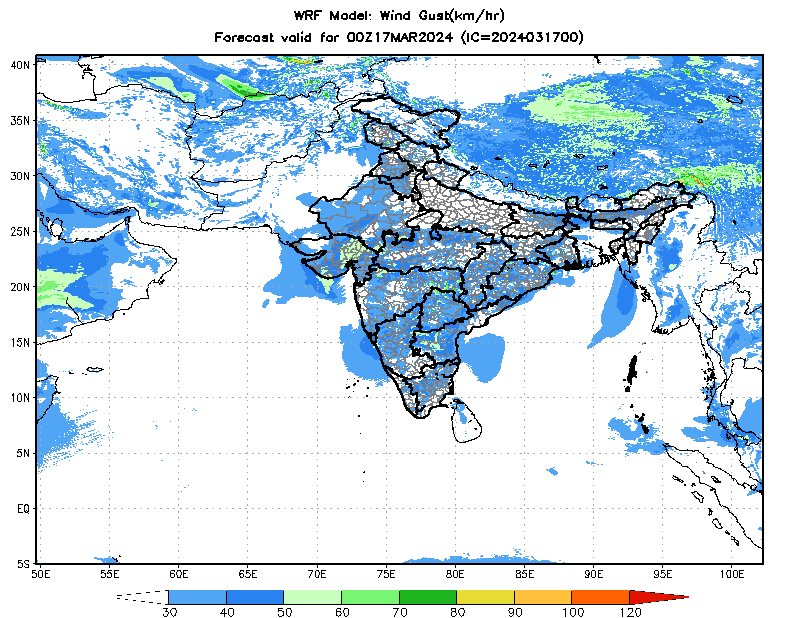 WRF Model: Wind Gust(km/hr)
Forecast valid for 00Z17MAR2024 (IC=2024031700)
40N
35N
30N
25N
20N
15N
10N
5N
EQ
5S
50E 55E 60E 65E 70E 75E 80E 85E 90E 95E 100E
30 40 50 60 70 80 90 100 120